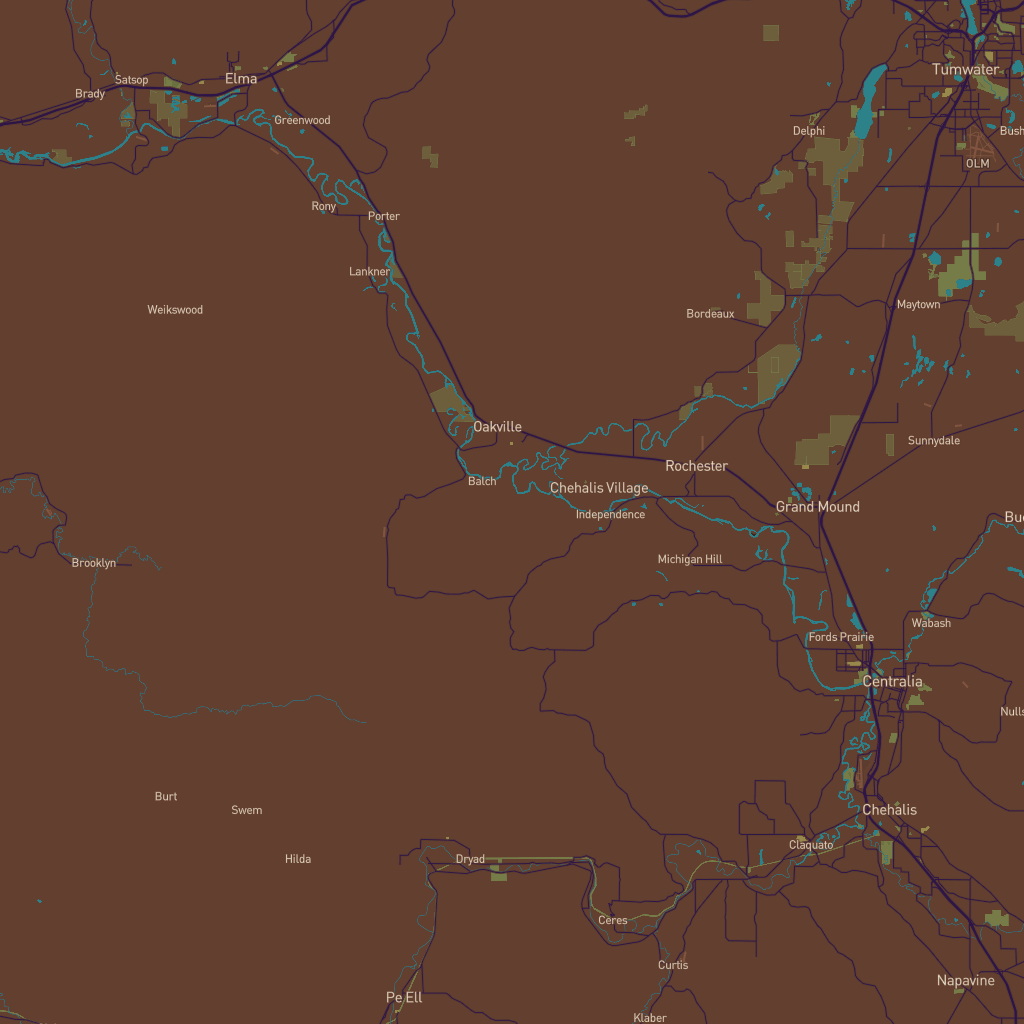 Tumwater
Satsop
Elma
Brady
Greenwood
Delphi
Bush
OLM
Rony
Porter
Lankner
Weikswood
Bordeaux
Maytown
Oakville
Sunnydale
Rochester
Balch
Chehalis Village
Grand Mound
Independence
Bu
Michigan Hill
Brooklyn
Wabash
Fords Prairie
Centralia
Nulls
Burt
Swem
Chehalis
Claquato
Hilda
Dryad
Ceres
Curtis
Napavine
Pe Ell
Klaber